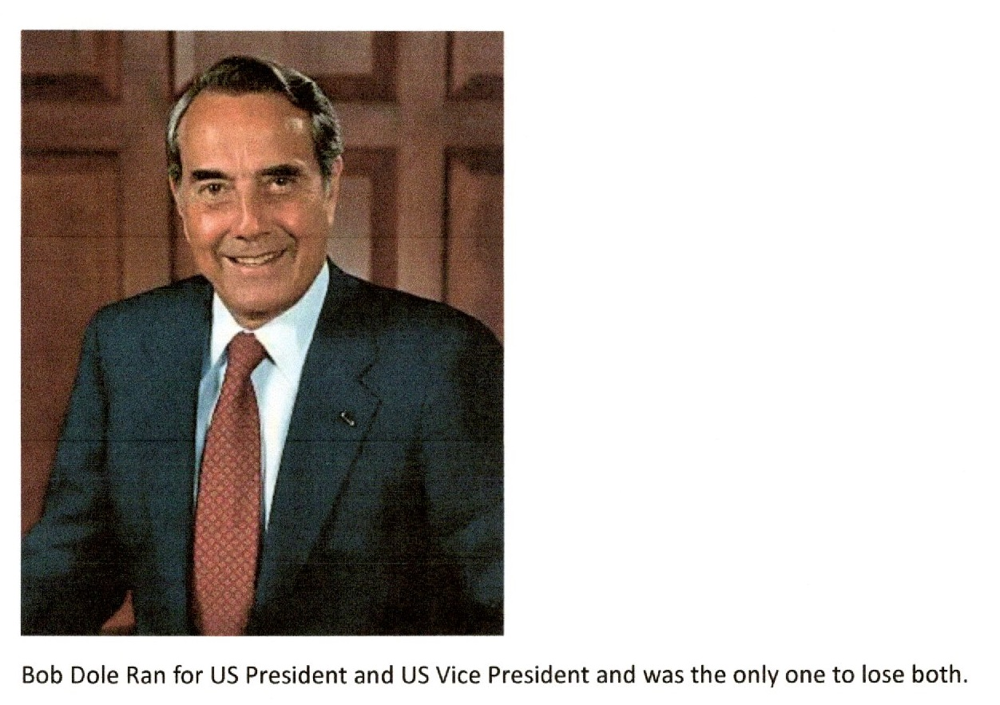 Bob Dole Ran for US President and US Vice President and was the only one to lose both.